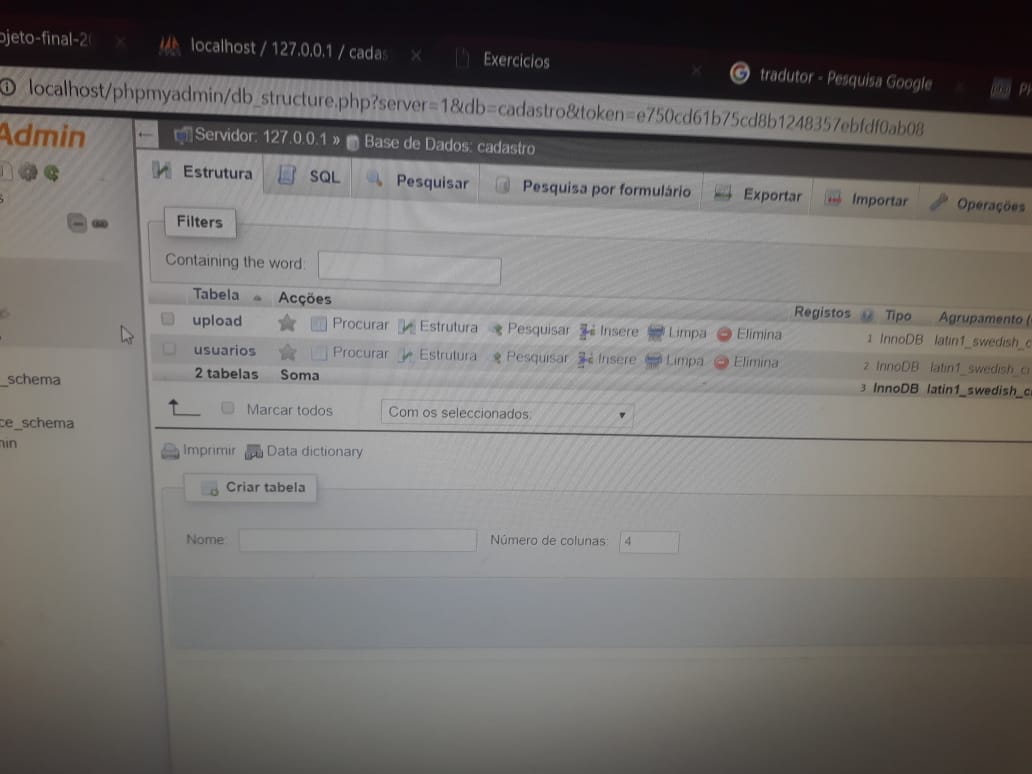 ojeto-final-20
localhost / 127.0.0.1 / cadas
Exercicios
tradutor - Pesquisa Google
localhost/phpmyadmin/db_structure.php?server=1&db=cadastro&token=e750cd61b75cd8b1248357ebfdf0ab08
Admin
Servidor: 127.0.0.1 » Base de Dados: cadastro
Estrutura SQL Pesquisar Pesquisa por formulário Exportar Importar Operações
Filters
Containing the word:
Tabela Acções Registos Tipo Agrupamento (
upload Procurar Estrutura Pesquisar Insere Limpa Elimina 1 InnoDB latin1_swedish_c
usuarios Procurar Estrutura Pesquisar Insere Limpa Elimina 2 InnoDB latin1_swedish_ci
2 tabelas Soma 3 InnoDB latin1_swedish_c
_schema
Marcar todos Com os seleccionados:
ce_schema
min
Imprimir Data dictionary
Criar tabela
Nome: Número de colunas: 4